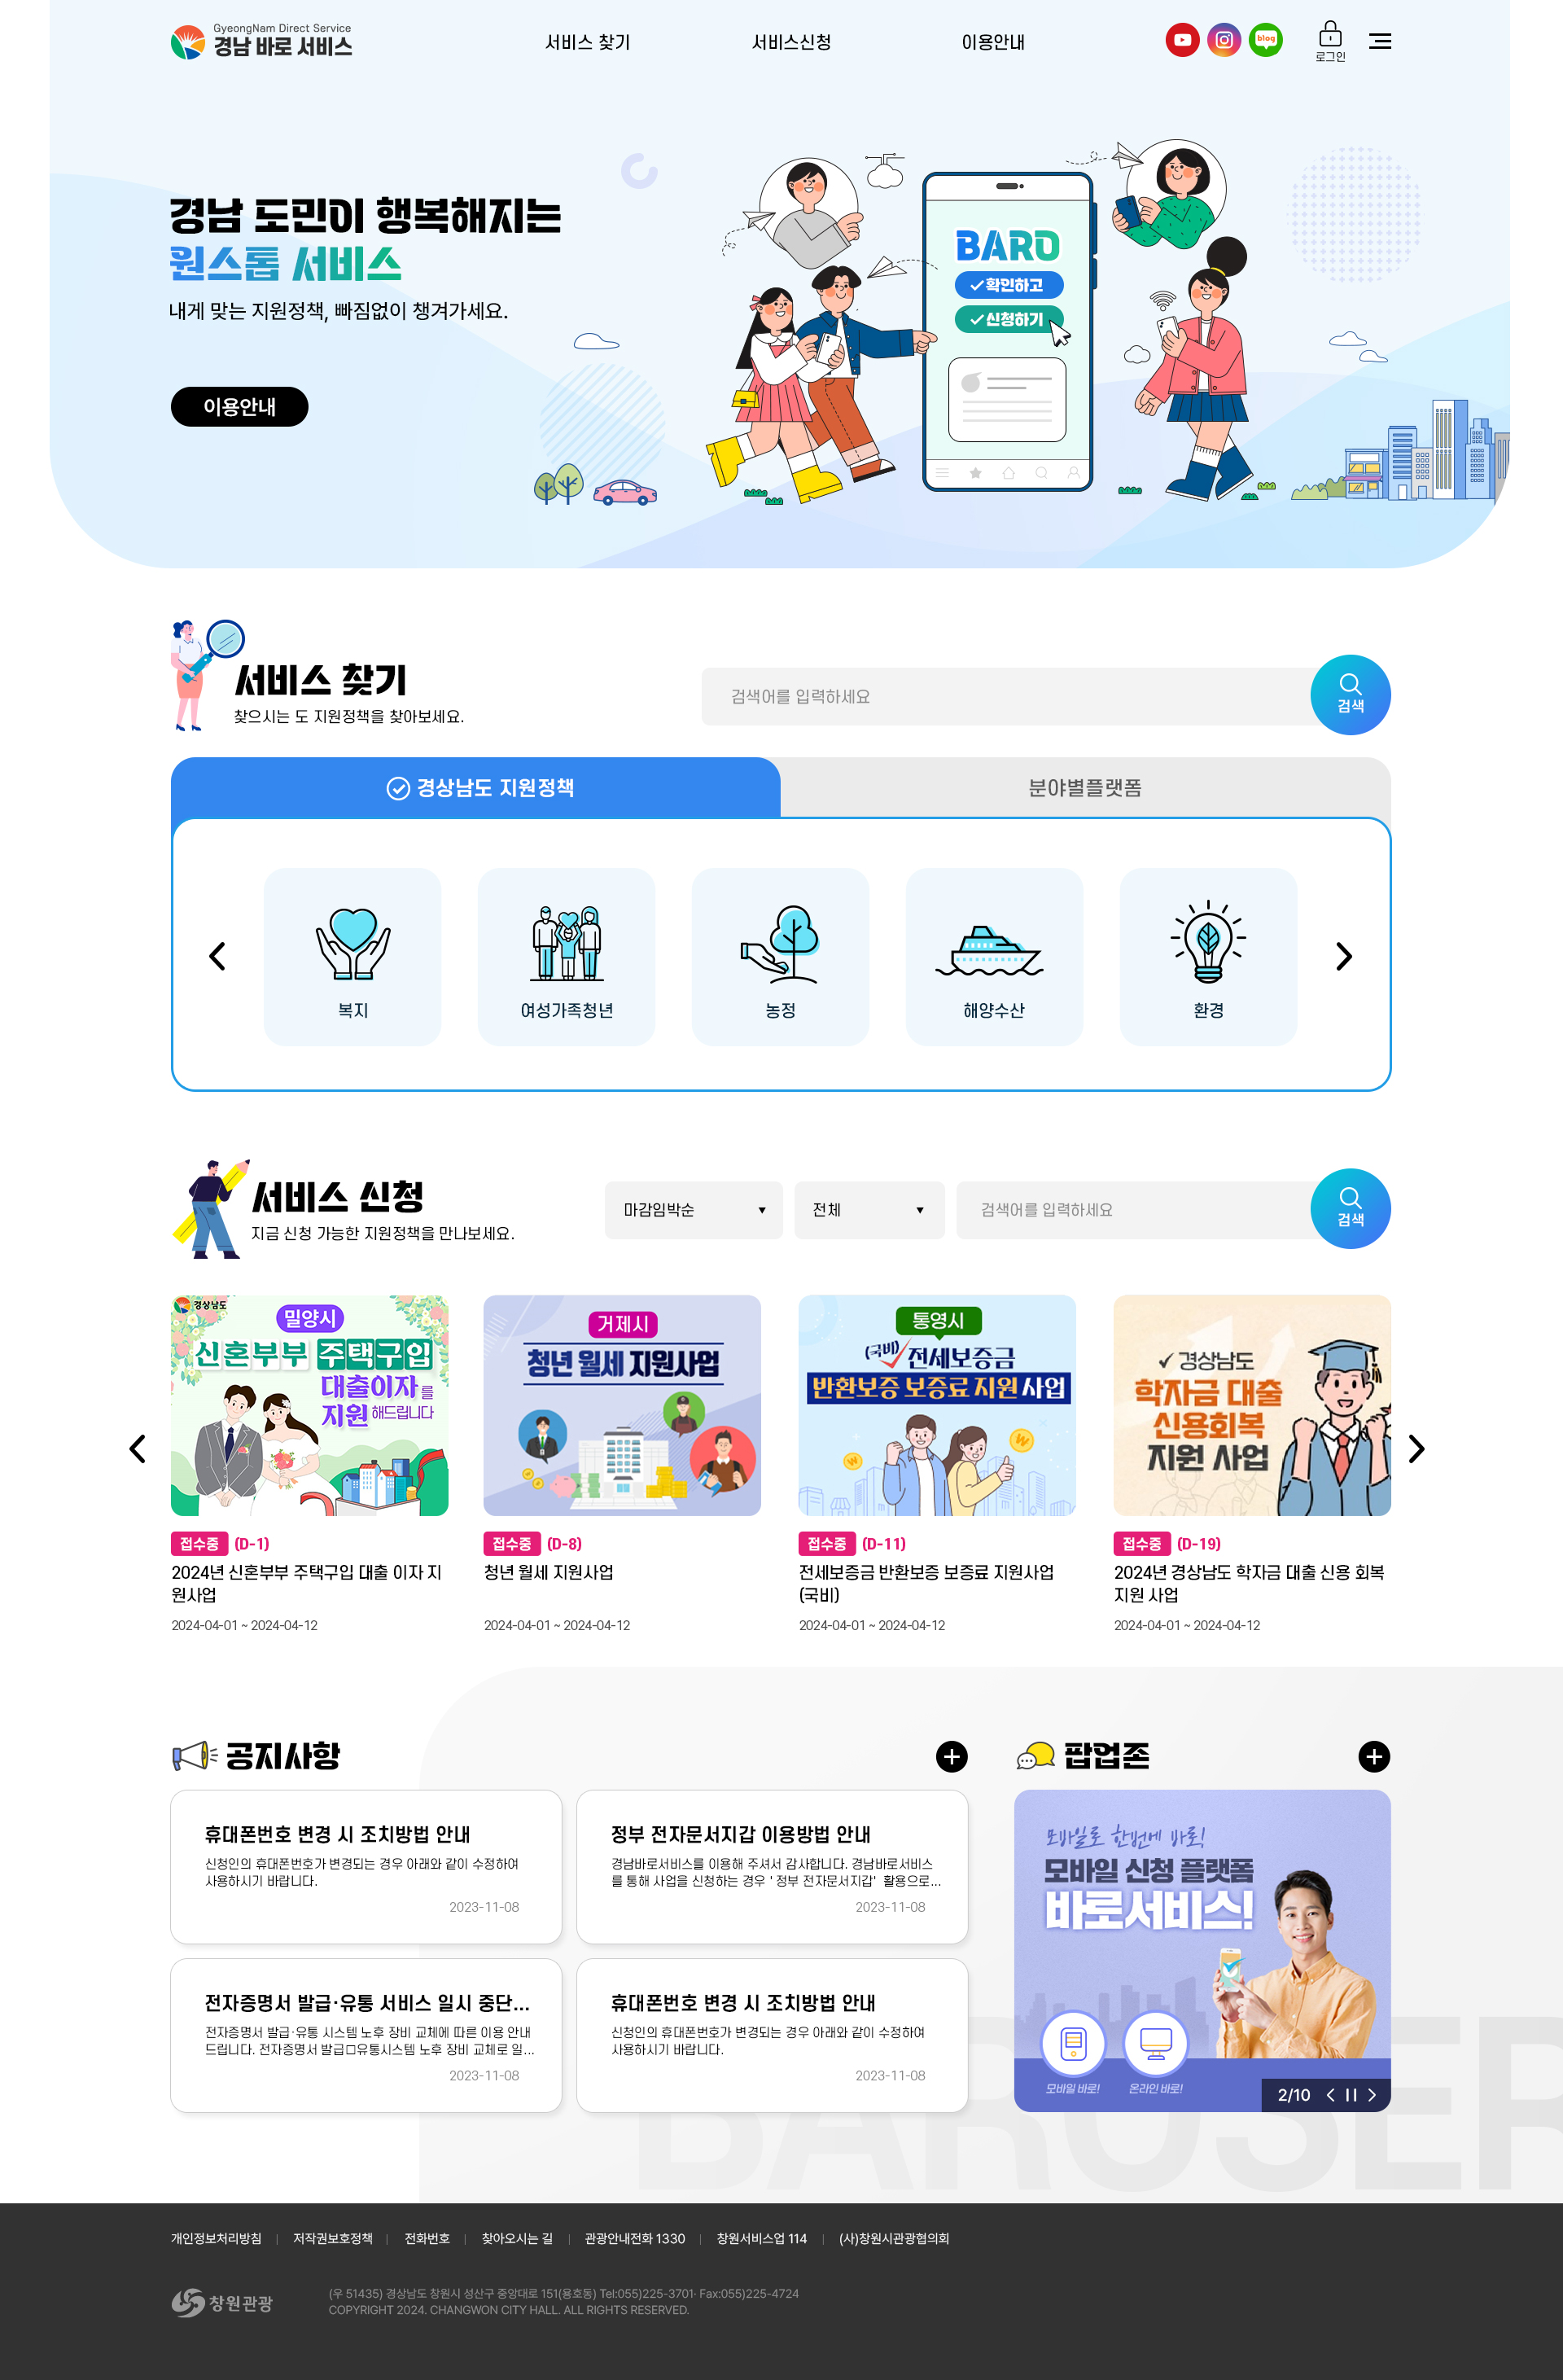 GyeongNam Direct Service
경남 바로 서비스
서비스 찾기
서비스신청
이용안내
blog
로그인
경남 도민이 행복해지는
원스톱 서비스
내게 맞는 지원정책, 빠짐없이 챙겨가세요.
이용안내
BARO
확인하고
신청하기
서비스 찾기
찾으시는 도 지원정책을 찾아보세요.
검색어를 입력하세요
검색
경상남도 지원정책
분야별플랫폼
복지
여성가족청년
농정
해양수산
환경
서비스 신청
지금 신청 가능한 지원정책을 만나보세요.
마감임박순
전체
검색어를 입력하세요
검색
경상남도
밀양시
신혼부부 주택구입
대출이자를
지원 해드립니다
거제시
청년 월세 지원사업
통영시
(국비) 전세보증금
반환보증 보증료 지원 사업
경상남도
학자금 대출
신용회복
지원 사업
접수중 (D-1)
2024년 신혼부부 주택구입 대출 이자 지
원사업
2024-04-01 ~ 2024-04-12
접수중 (D-8)
청년 월세 지원사업
2024-04-01 ~ 2024-04-12
접수중 (D-11)
전세보증금 반환보증 보증료 지원사업
(국비)
2024-04-01 ~ 2024-04-12
접수중 (D-19)
2024년 경상남도 학자금 대출 신용 회복
지원 사업
2024-04-01 ~ 2024-04-12
공지사항
휴대폰번호 변경 시 조치방법 안내
신청인의 휴대폰번호가 변경되는 경우 아래와 같이 수정하여
사용하시기 바랍니다.
2023-11-08
정부 전자문서지갑 이용방법 안내
경남바로서비스를 이용해 주셔서 감사합니다. 경남바로서비스
를 통해 사업을 신청하는 경우 ' 정부 전자문서지갑'  활용으로...
2023-11-08
전자증명서 발급·유통 서비스 일시 중단...
전자증명서 발급·유통 시스템 노후 장비 교체에 따른 이용 안내
드립니다. 전자증명서 발급□유통시스템 노후 장비 교체로 일...
2023-11-08
휴대폰번호 변경 시 조치방법 안내
신청인의 휴대폰번호가 변경되는 경우 아래와 같이 수정하여
사용하시기 바랍니다.
2023-11-08
팝업존
모바일로 한번에 바로!
모바일 신청 플랫폼
바로서비스!
모바일 바로!
온라인 바로!
2/10
BAROSER
개인정보처리방침
저작권보호정책
전화번호
찾아오시는 길
관광안내전화 1330
창원서비스업 114
(사)창원시관광협의회
창원관광
(우 51435) 경상남도 창원시 성산구 중앙대로 151(용호동) Tel:055)225-3701· Fax:055)225-4724
COPYRIGHT 2024. CHANGWON CITY HALL. ALL RIGHTS RESERVED.